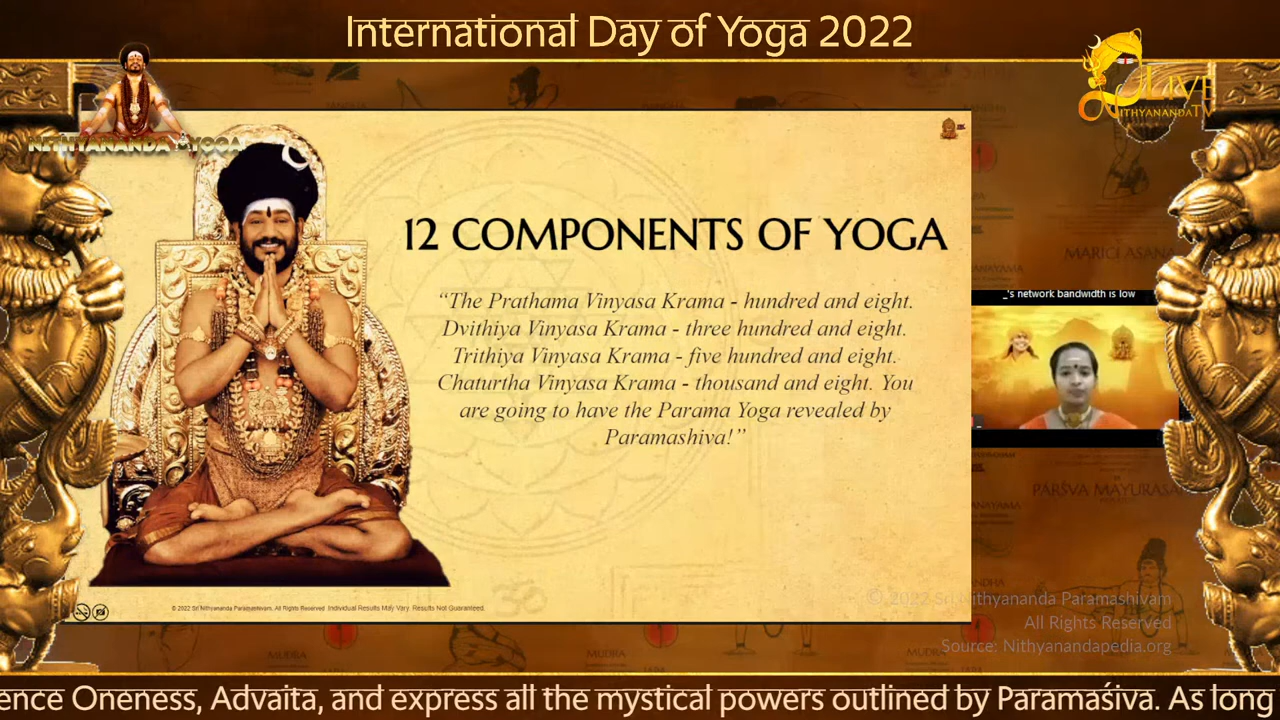 International Day of Yoga 2022
LIVE
NITHYANANDATV
NITHYANANDA YOGA
12 COMPONENTS OF YOGA
“The Prathama Vinyasa Krama - hundred and eight.
Dvithiya Vinyasa Krama - three hundred and eight.
Trithiya Vinyasa Krama - five hundred and eight.
Chaturtha Vinyasa Krama - thousand and eight. You
are going to have the Parama Yoga revealed by
Paramashiva!”
MARICI ASANA
_'s network bandwidth is low
PARŚVA MAYURASA
© 2022 Sri Nithyananda Paramashivam, All Rights Reserved Individual Results May Vary. Results Not Guaranteed.
© 2022 Sri Nithyananda Paramashivam
All Rights Reserved
Source: Nithyanandapedia.org
MUDRA
MUDRA
MUDRA
ence Oneness, Advaita, and express all the mystical powers outlined by Paramaśiva. As long